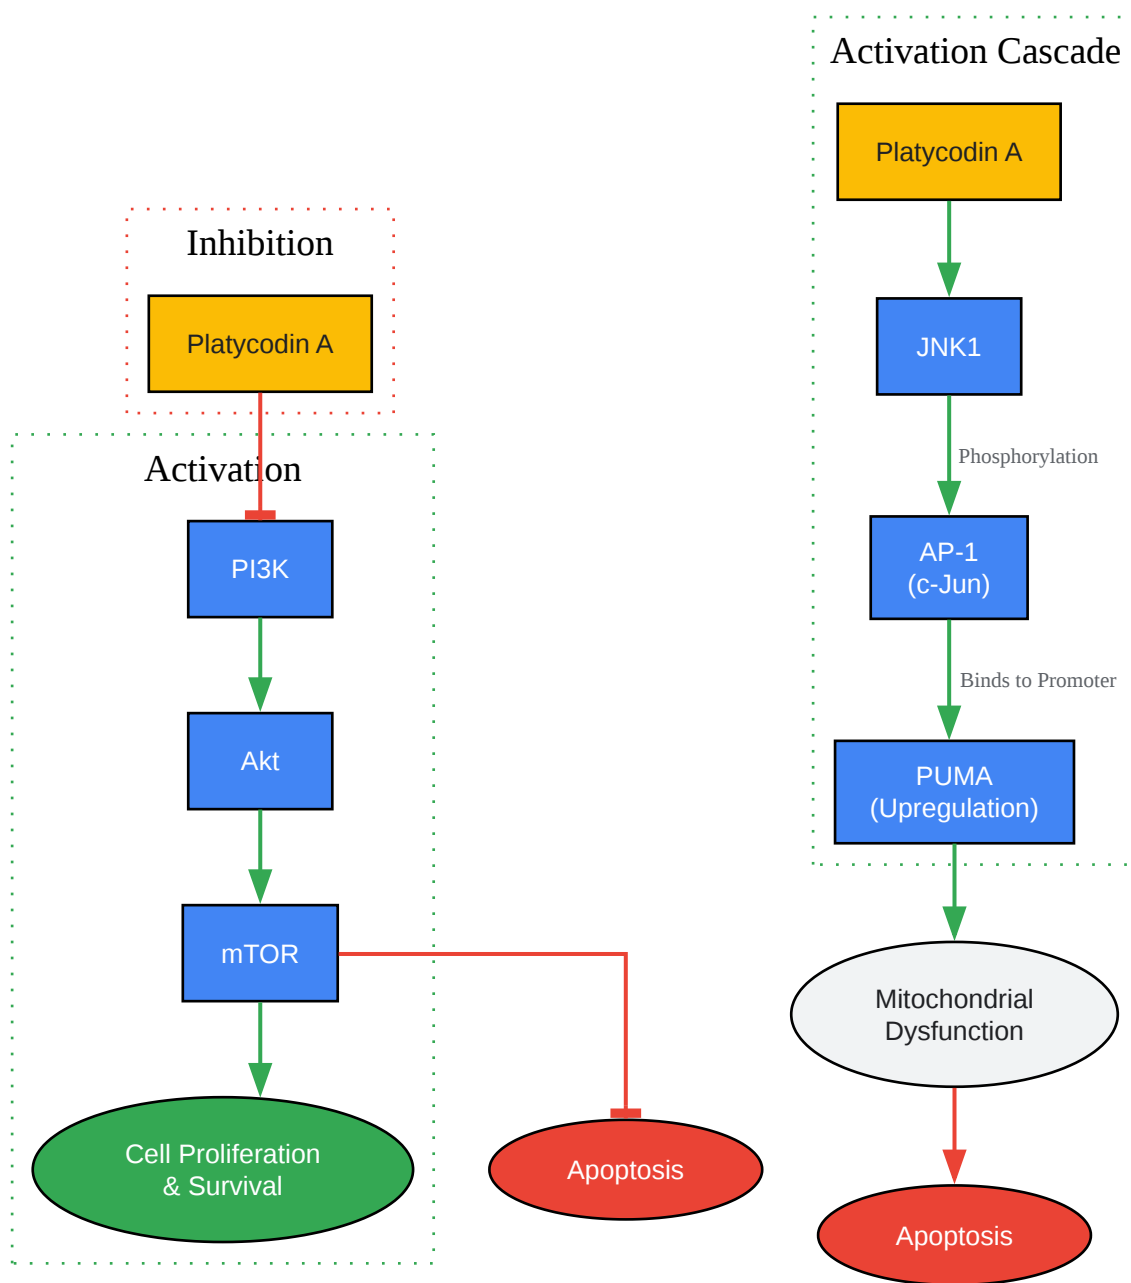 Inhibition
Platycodin A
Activation
PI3K
Akt
mTOR
Cell Proliferation
& Survival
Apoptosis
Activation Cascade
Platycodin A
JNK1
Phosphorylation
AP-1
(c-Jun)
Binds to Promoter
PUMA
(Upregulation)
Mitochondrial
Dysfunction
Apoptosis